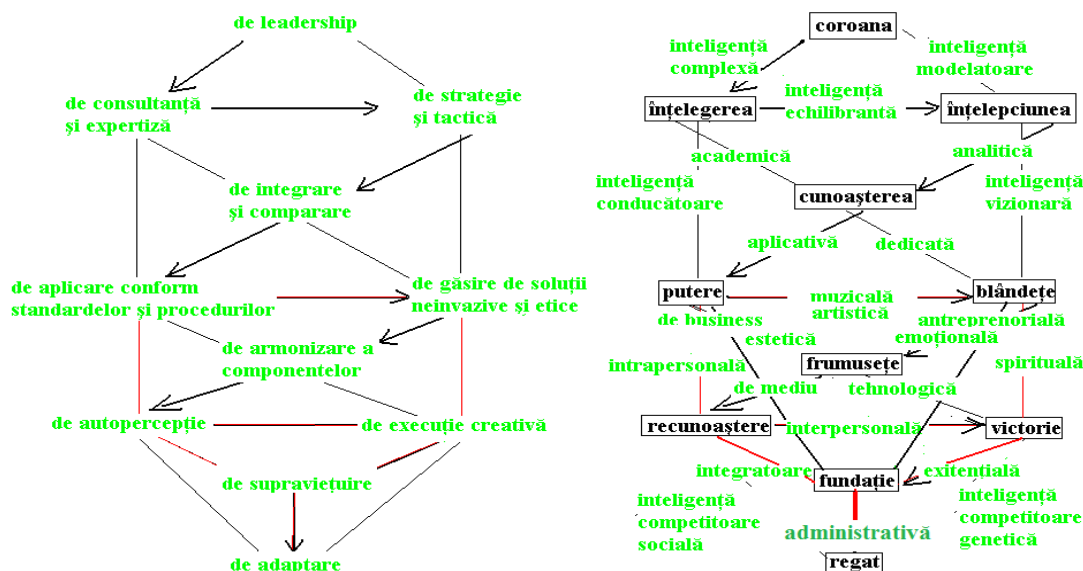 de leadership
de consultanță
și expertiză
de strategie
și tactică
de integrare
și comparare
de aplicare conform
standardelor și procedurilor
de găsire de soluții
neinvazive și etice
de armonizare a
componentelor
de autopercepție
de execuție creativă
de supraviețuire
de adaptare
coroana
inteligență
complexă
inteligență
modelatoare
înțelegerea
inteligență
echilibrantă
înțelepciunea
academică
analitică
inteligență
conducătoare
cunoașterea
inteligență
vizionară
aplicativă
dedicată
putere
muzicală
artistică
blândețe
de business
estetică
antreprenorială
emoțională
intrapersonală
frumusețe
spirituală
de mediu
tehnologică
recunoaștere
interpersonală
victorie
integratoare
fundație
exitențială
inteligență
competitoare
socială
inteligență
competitoare
genetică
administrativă
regat